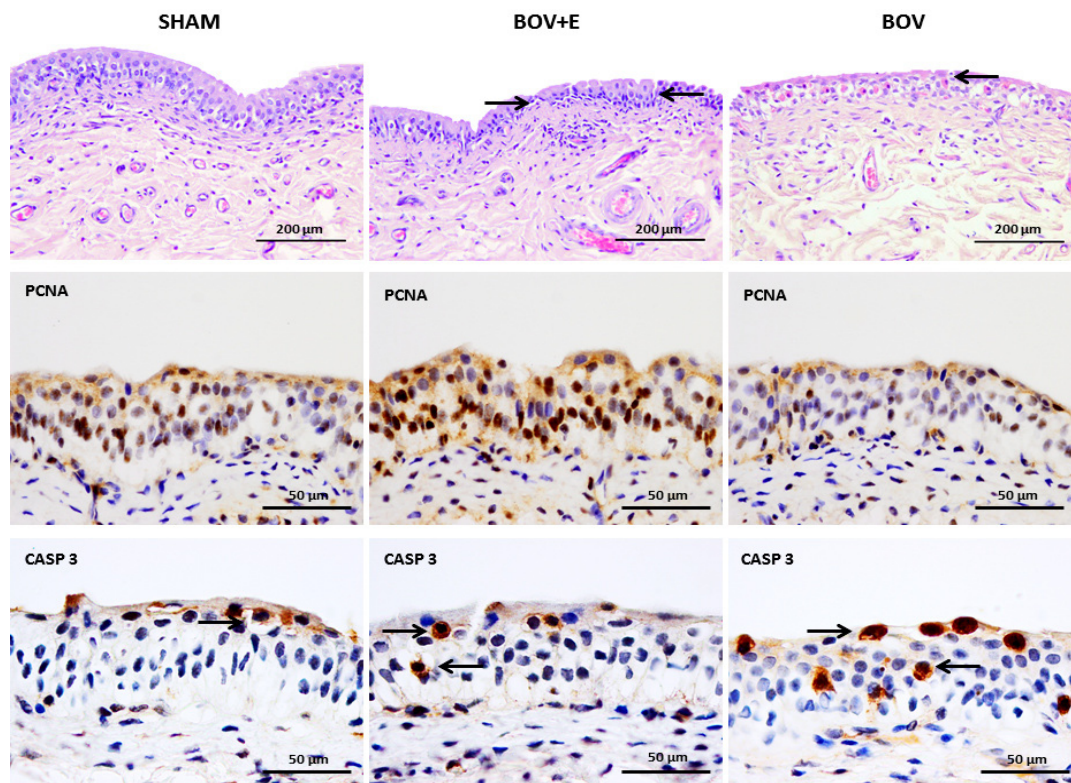 SHAM BOV+E BOV
200 µm 200 µm 200 µm
PCNA PCNA PCNA
50 µm 50 µm 50 µm
CASP 3 CASP 3 CASP 3
50 µm 50 µm 50 µm